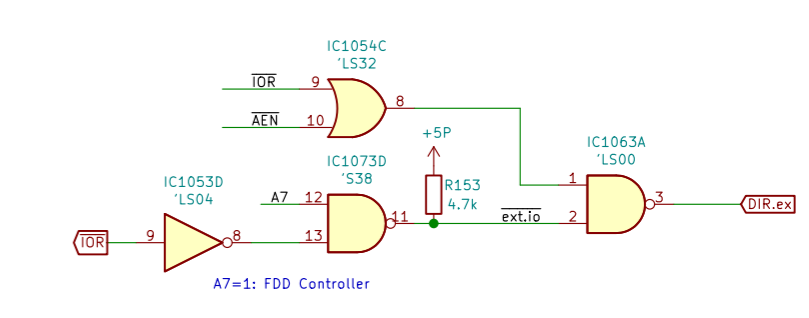 IC1054C
'LS32
IOR
9
8
AEN
10
+5P
IC1063A
'LS00
IC1073D
'S38
1
3
DIR.ex
2
R153
4.7k
IC1053D
'LS04
A7
12
11
ext.io
IOR
9
8
13
A7=1: FDD Controller